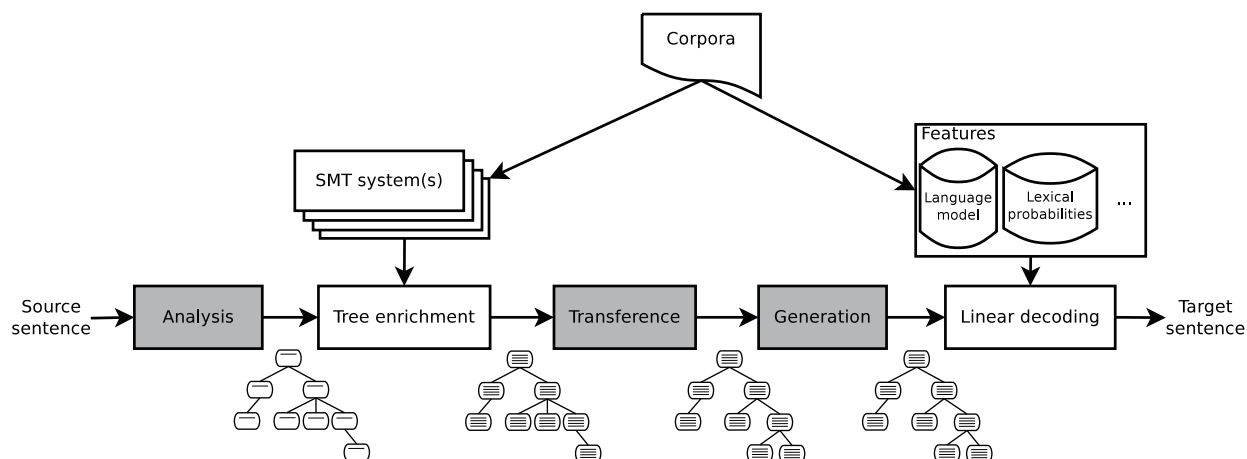 Corpora
Features
SMT system(s)
Language
model
Lexical
probabilities
...
Source
sentence
Analysis
Tree enrichment
Transference
Generation
Linear decoding
Target
sentence